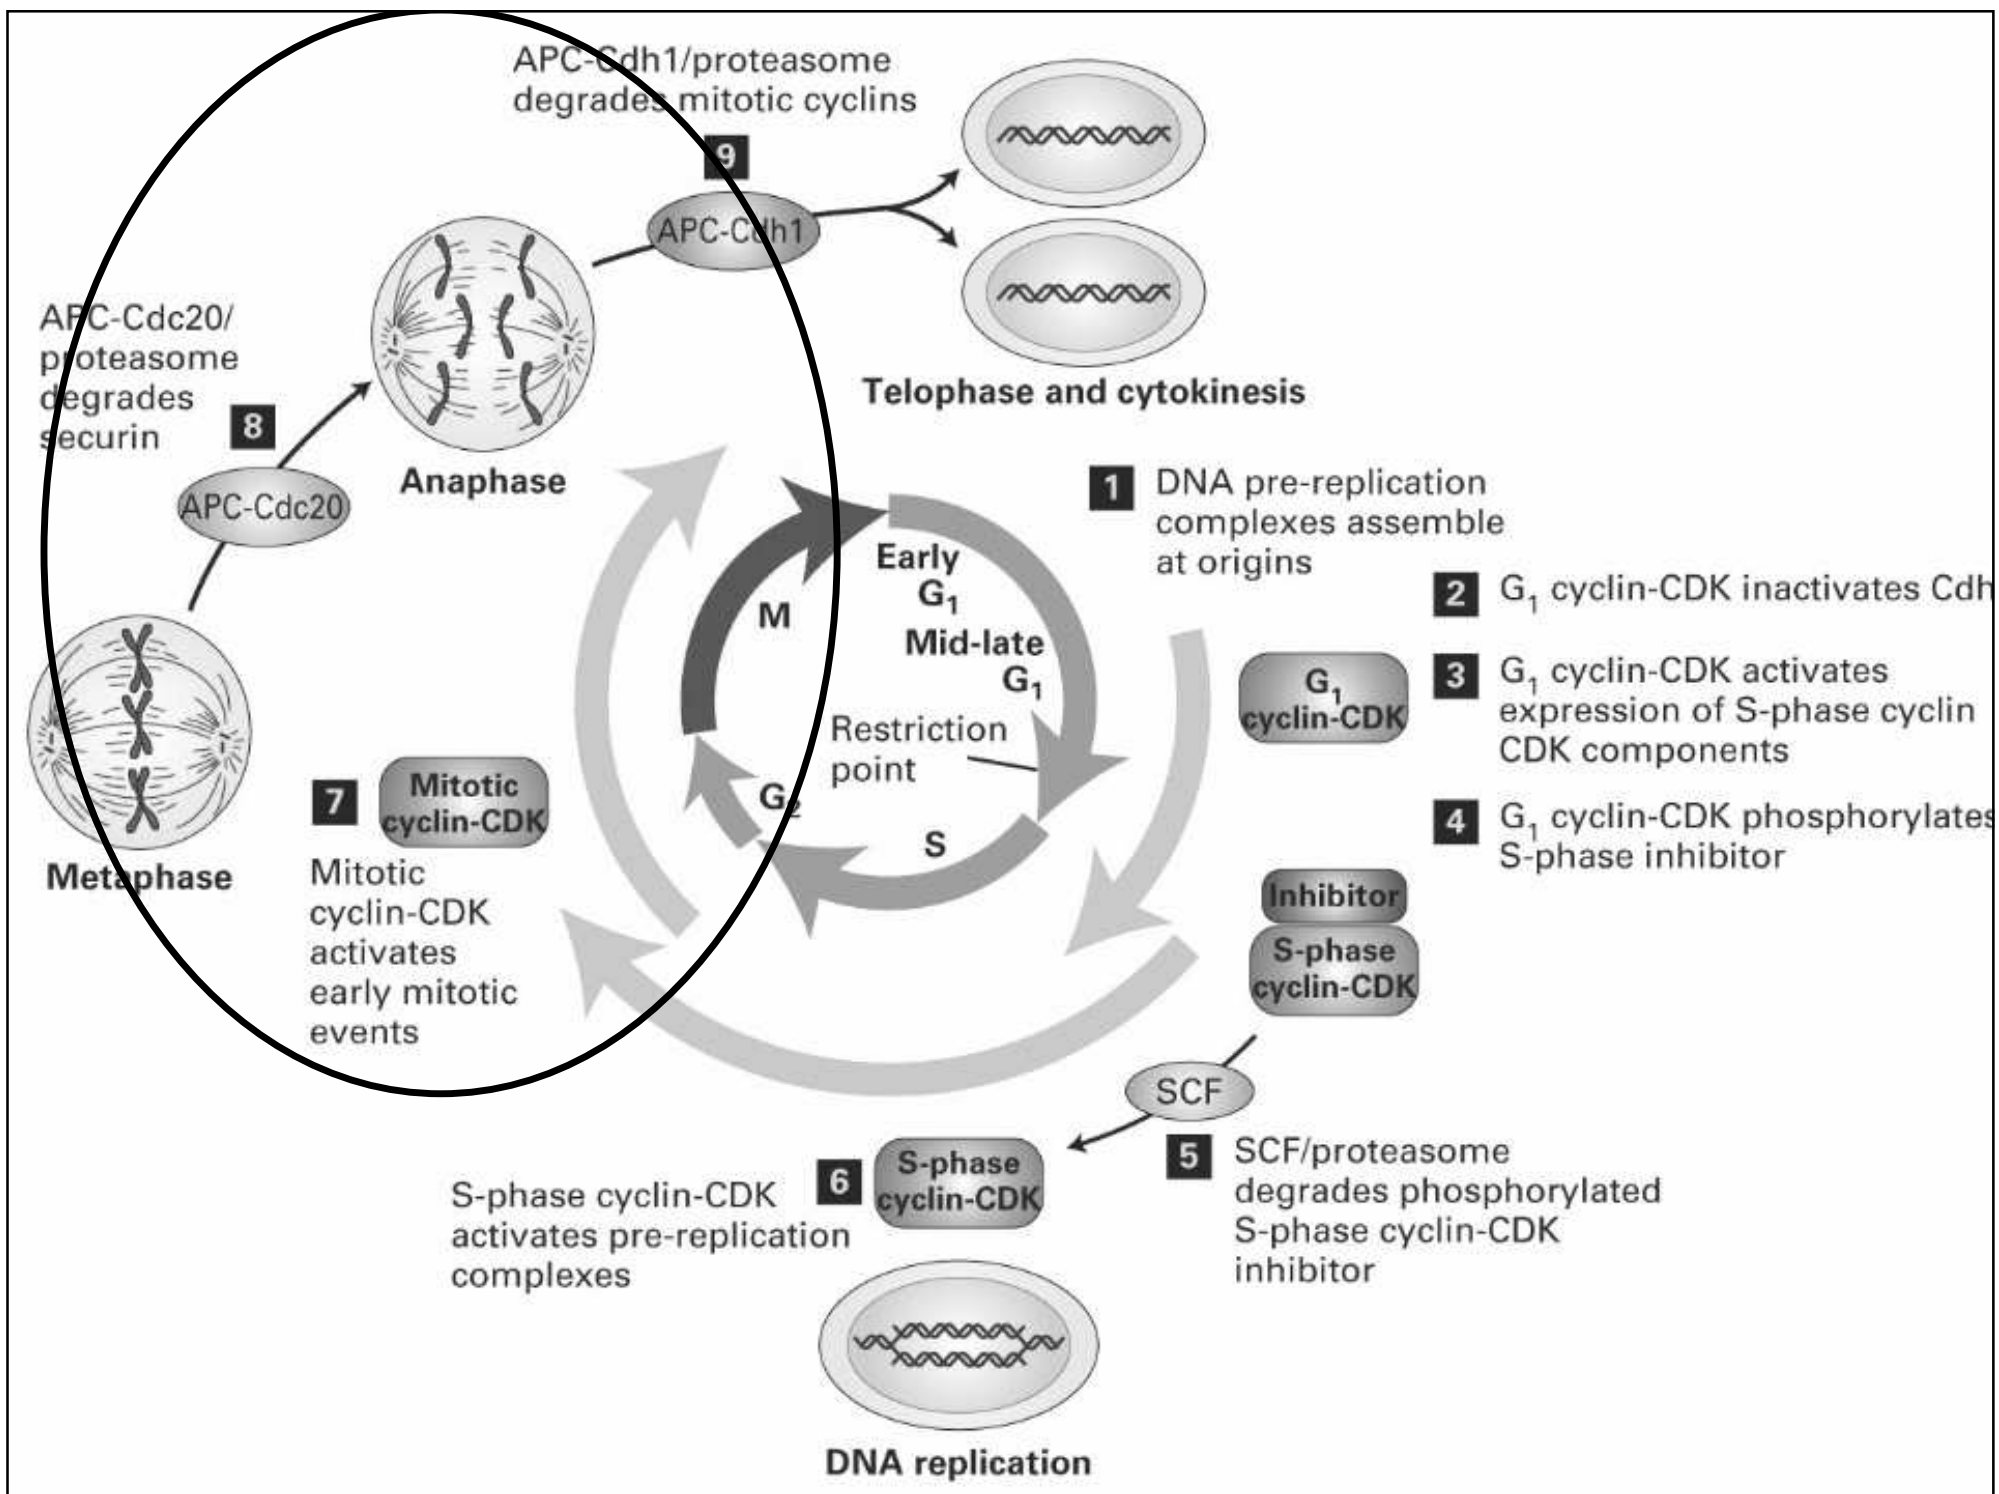 APC-Cdh1/proteasome
degrades mitotic cyclins
9
APC-Cdh1
APC-Cdc20/
proteasome
degrades
securin
8
APC-Cdc20
Anaphase
Telophase and cytokinesis
Metaphase
7
Mitotic
cyclin-CDK
Mitotic
cyclin-CDK
activates
early mitotic
events
M
Early
G1
Mid-late
G1
Restriction
point
G2
S
1
DNA pre-replication
complexes assemble
at origins
2
G1 cyclin-CDK inactivates Cdh
G1
cyclin-CDK
3
G1 cyclin-CDK activates
expression of S-phase cyclin
CDK components
4
G1 cyclin-CDK phosphorylates
S-phase inhibitor
Inhibitor
S-phase
cyclin-CDK
SCF
5
SCF/proteasome
degrades phosphorylated
S-phase cyclin-CDK
inhibitor
6
S-phase
cyclin-CDK
S-phase cyclin-CDK
activates pre-replication
complexes
DNA replication